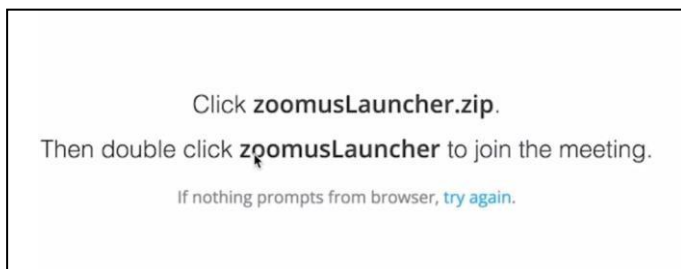 Click zoomusLauncher.zip.
Then double click zoomusLauncher to join the meeting.
If nothing prompts from browser, try again.